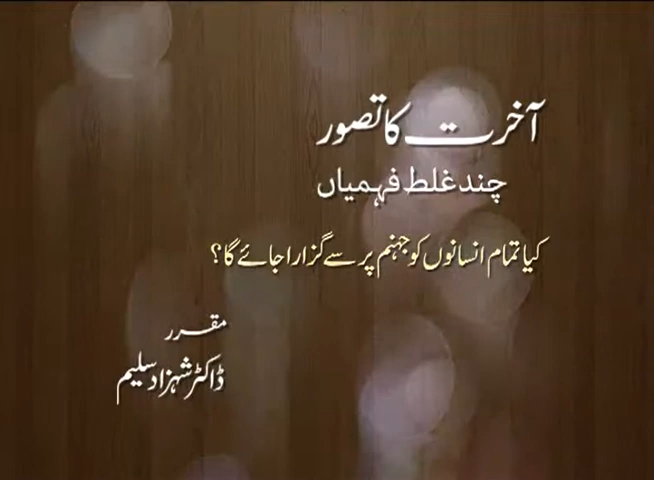 آخرت کا تصور
چند غلط فہمیاں
کیا تمام انسانوں کو جہنم پر سے گزارا جائے گا؟
مقرر
ڈاکٹر شہزاد سلیم